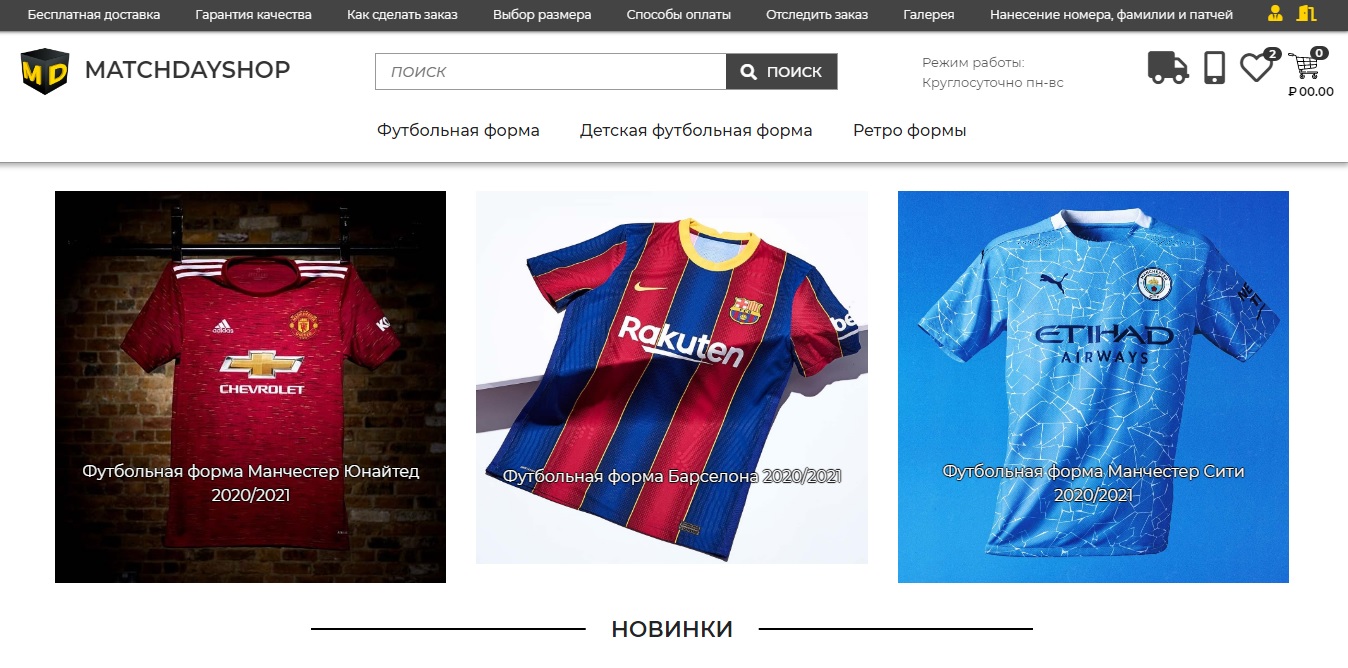 Бесплатная доставка Гарантия качества Как сделать заказ Выбор размера Способы оплаты Отследить заказ Галерея Нанесение номера, фамилии и патчей
MD MATCHDAYSHOP
ПОИСК
ПОИСК
Режим работы:
Круглосуточно пн-вс
2
0
₽ 00.00
Футбольная форма Детская футбольная форма Ретро формы
adidas
CHEVROLET
Футбольная форма Манчестер Юнайтед
2020/2021
Rakuten
be
Футбольная форма Барселона 2020/2021
ETIHAD
AIRWAYS
Футбольная форма Манчестер Сити
2020/2021
НОВИНКИ